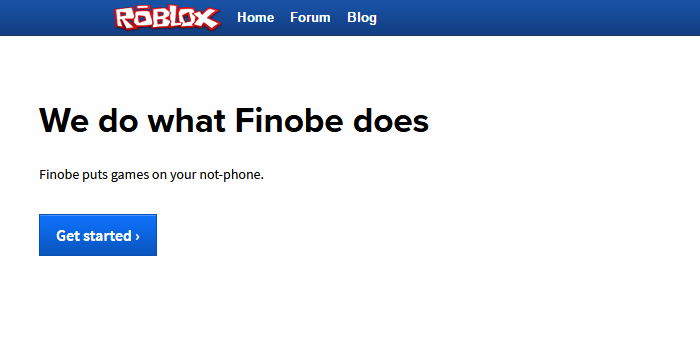 ROBLOX Home Forum Blog
We do what Finobe does
Finobe puts games on your not-phone.
Get started ›